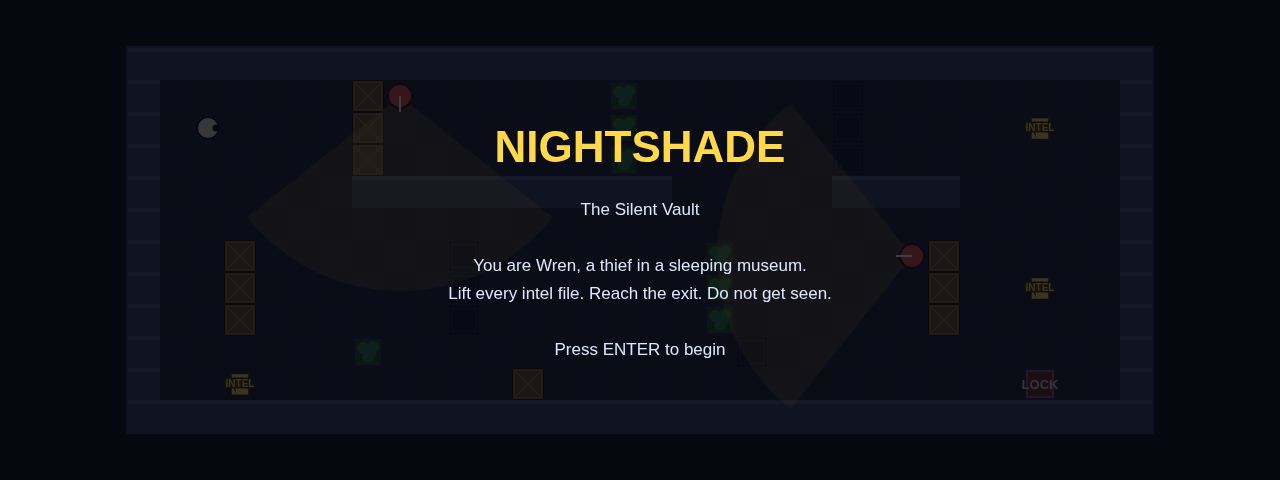 NIGHTSHADE
INTEL
The Silent Vault
You are Wren, a thief in a sleeping museum.
Lift every intel file. Reach the exit. Do not get seen.
INTEL
Press ENTER to begin
INTEL
LOCK